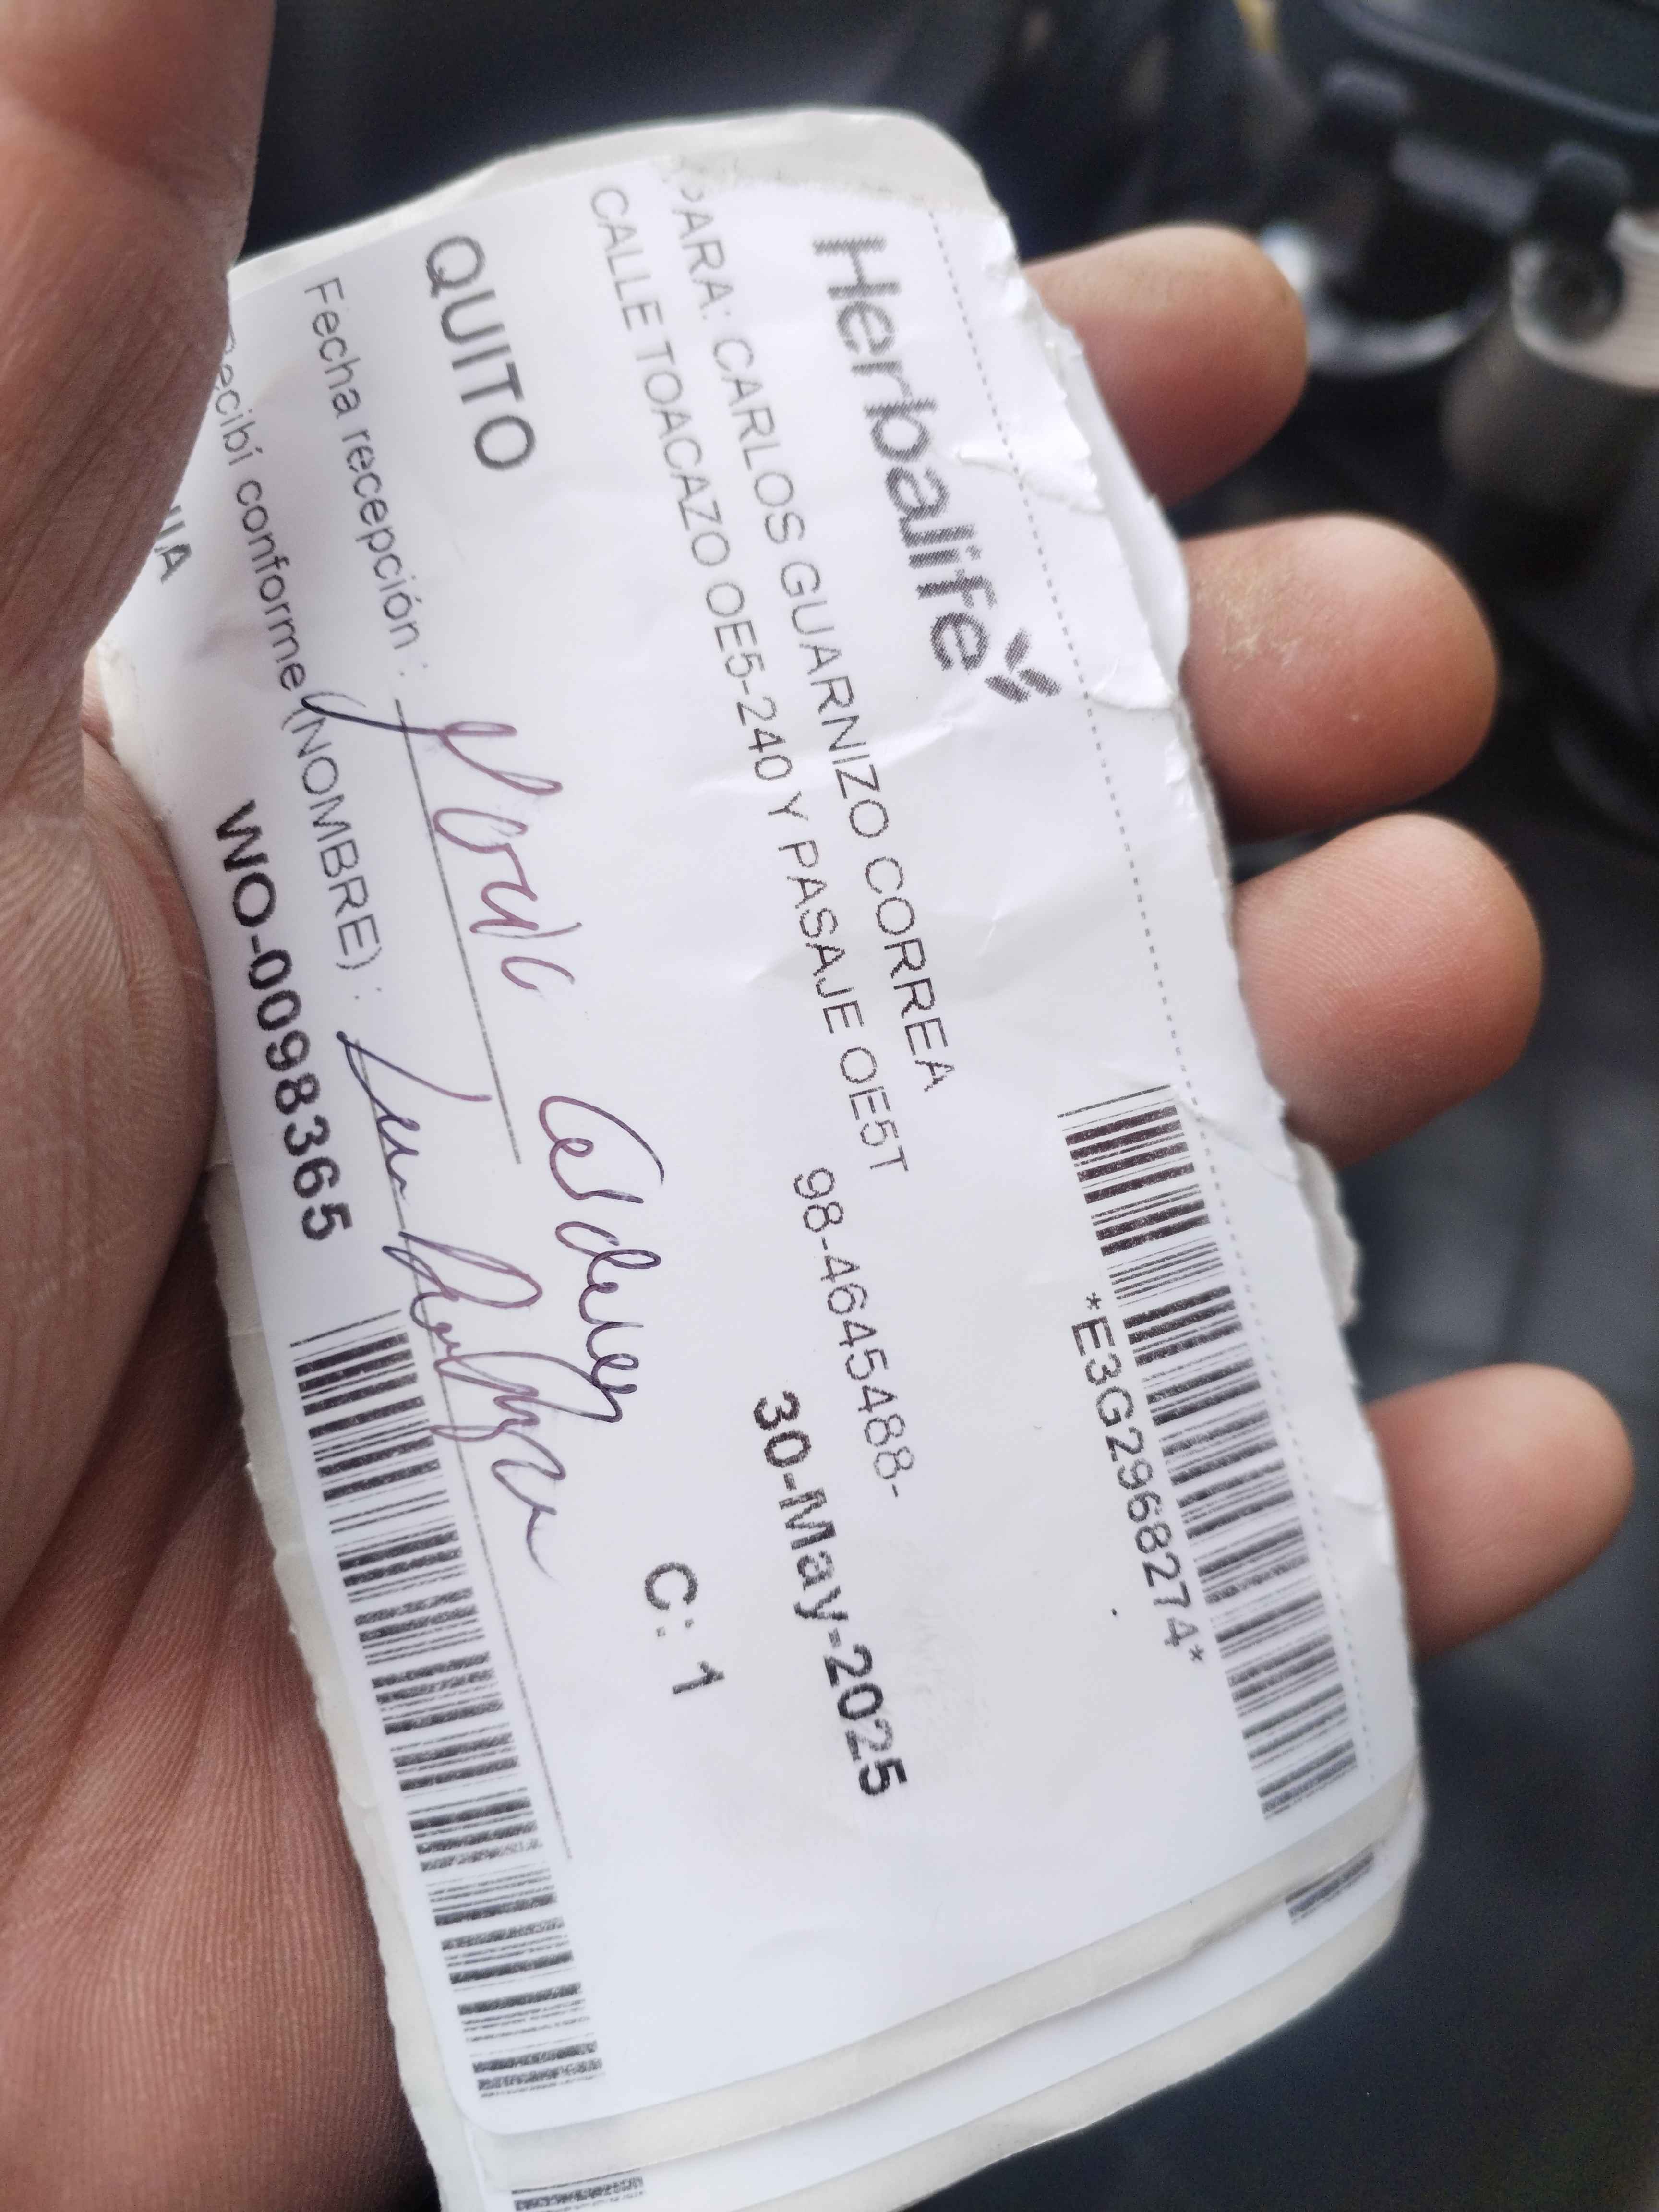 Herbalife
*E3G2968274*
PARA: CARLOS GUARNIZO CORREA
CALLE TOACAZO OE5-240 Y PASAJE OE5T 98-4645488-
30-May-2025
QUITO C: 1
Fecha recepción :
Recibí conforme (NOMBRE) :
WO-0098365